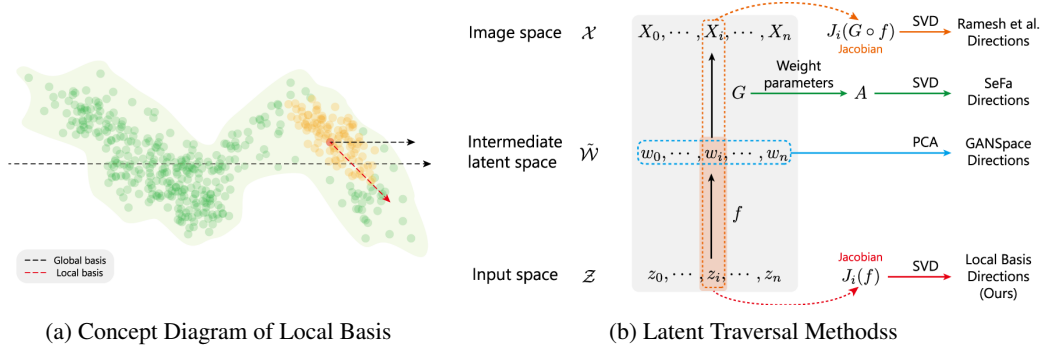 Global basis
Local basis
(a) Concept Diagram of Local Basis
Image space 𝒳 X₀, ⋯ , Xᵢ, ⋯ , Xₙ Jᵢ(G ∘ f) SVD Ramesh et al. Directions
Jacobian
G Weight parameters A SVD SeFa Directions
Intermediate latent space 𝒲̃ w₀, ⋯ , wᵢ, ⋯ , wₙ PCA GANSpace Directions
f
Jacobian
Input space 𝒵 z₀, ⋯ , zᵢ, ⋯ , zₙ Jᵢ(f) SVD Local Basis Directions (Ours)
(b) Latent Traversal Methodss